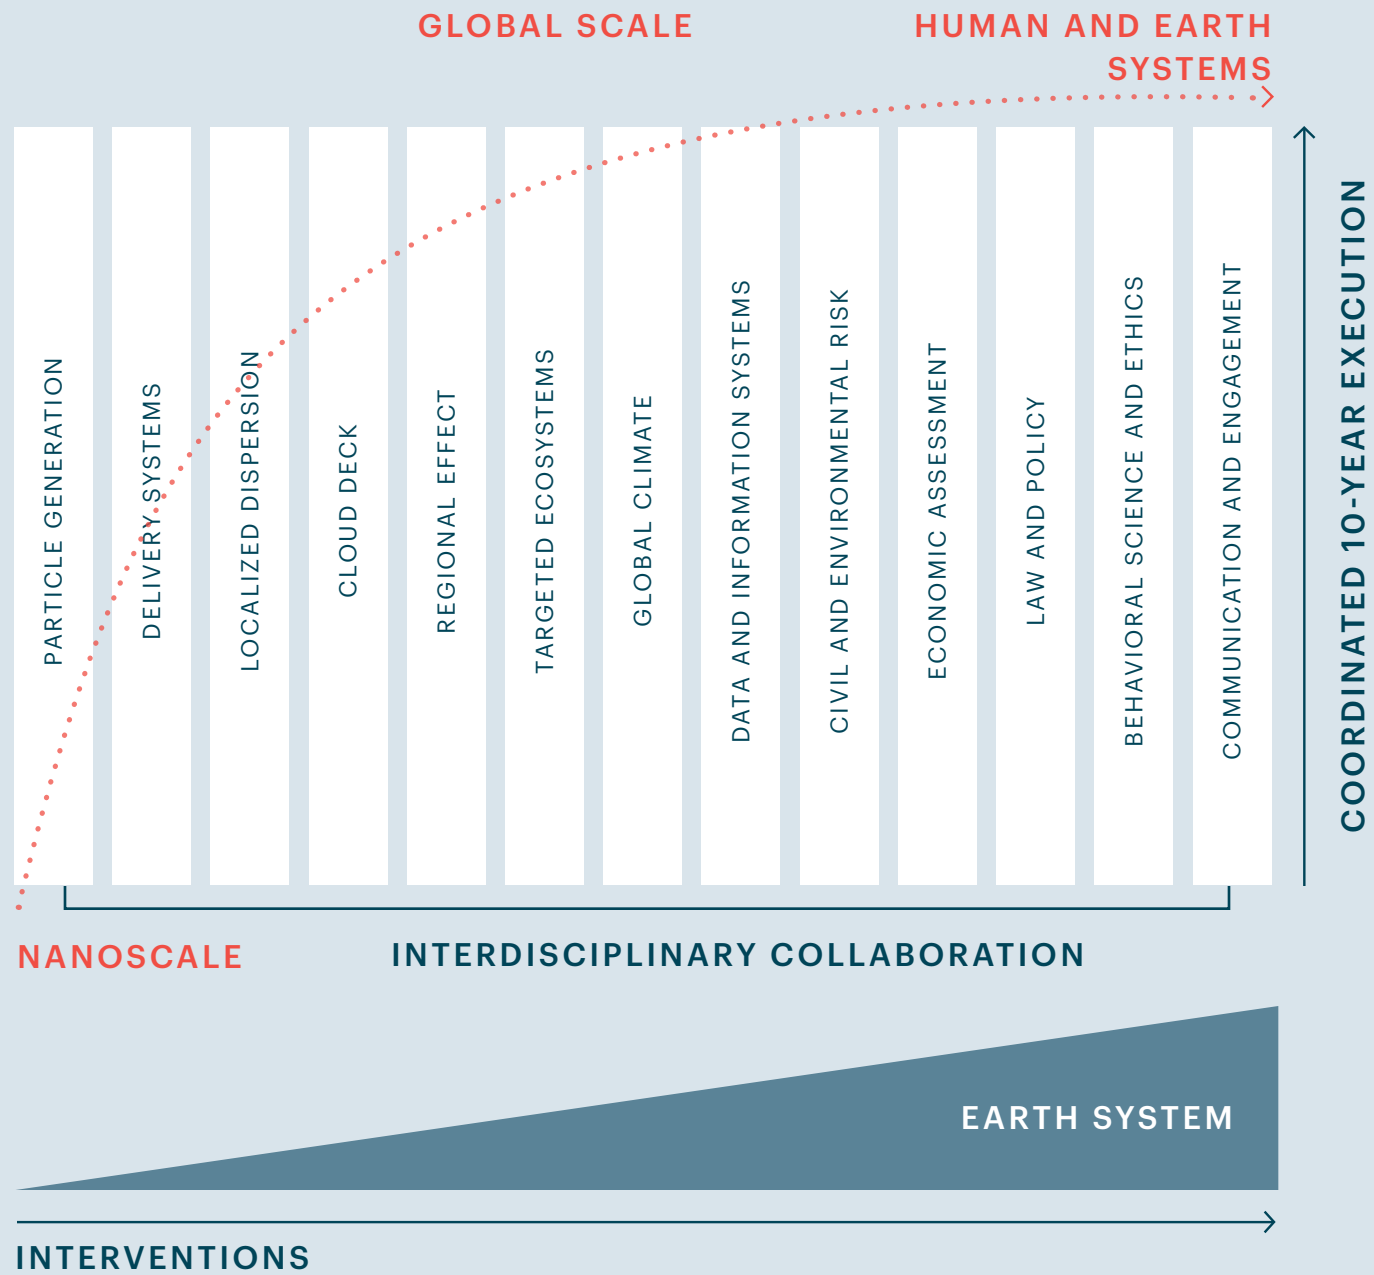 GLOBAL SCALE
HUMAN AND EARTH
SYSTEMS
PARTICLE GENERATION
DELIVERY SYSTEMS
LOCALIZED DISPERSION
CLOUD DECK
REGIONAL EFFECT
TARGETED ECOSYSTEMS
GLOBAL CLIMATE
DATA AND INFORMATION SYSTEMS
CIVIL AND ENVIRONMENTAL RISK
ECONOMIC ASSESSMENT
LAW AND POLICY
BEHAVIORAL SCIENCE AND ETHICS
COMMUNICATION AND ENGAGEMENT
COORDINATED 10-YEAR EXECUTION
NANOSCALE
INTERDISCIPLINARY COLLABORATION
EARTH SYSTEM
INTERVENTIONS